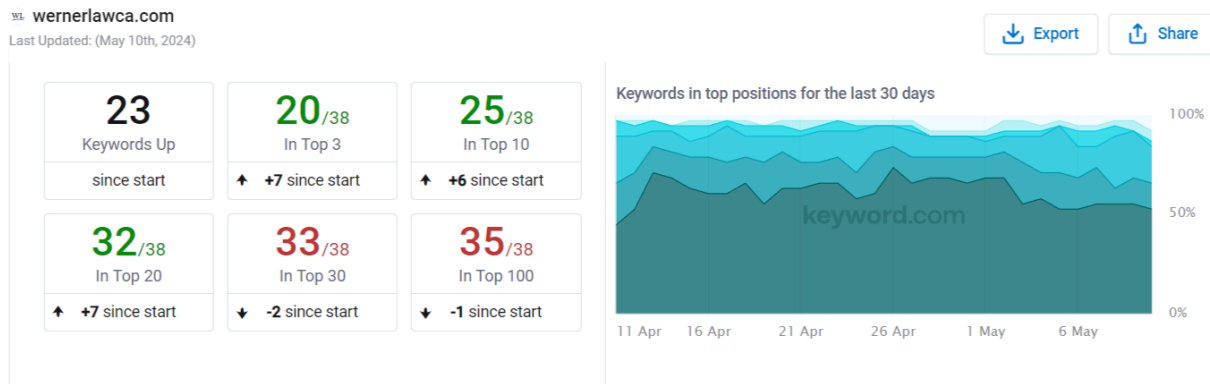 WL wernerlawca.com
Last Updated: (May 10th, 2024)
Export
Share
23
Keywords Up
since start
20/38
In Top 3
+7 since start
25/38
In Top 10
+6 since start
32/38
In Top 20
+7 since start
33/38
In Top 30
-2 since start
35/38
In Top 100
-1 since start
Keywords in top positions for the last 30 days
100%
50%
0%
keyword.com
11 Apr 16 Apr 21 Apr 26 Apr 1 May 6 May